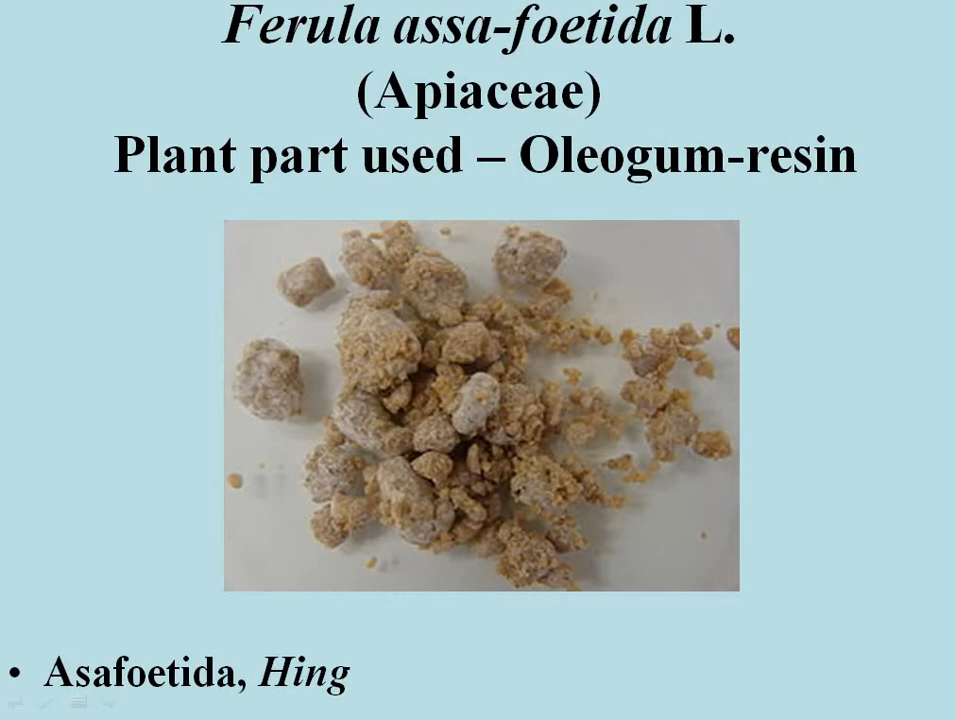 Ferula assa-foetida L.
(Apiaceae)
Plant part used – Oleogum-resin
• Asafoetida, Hing